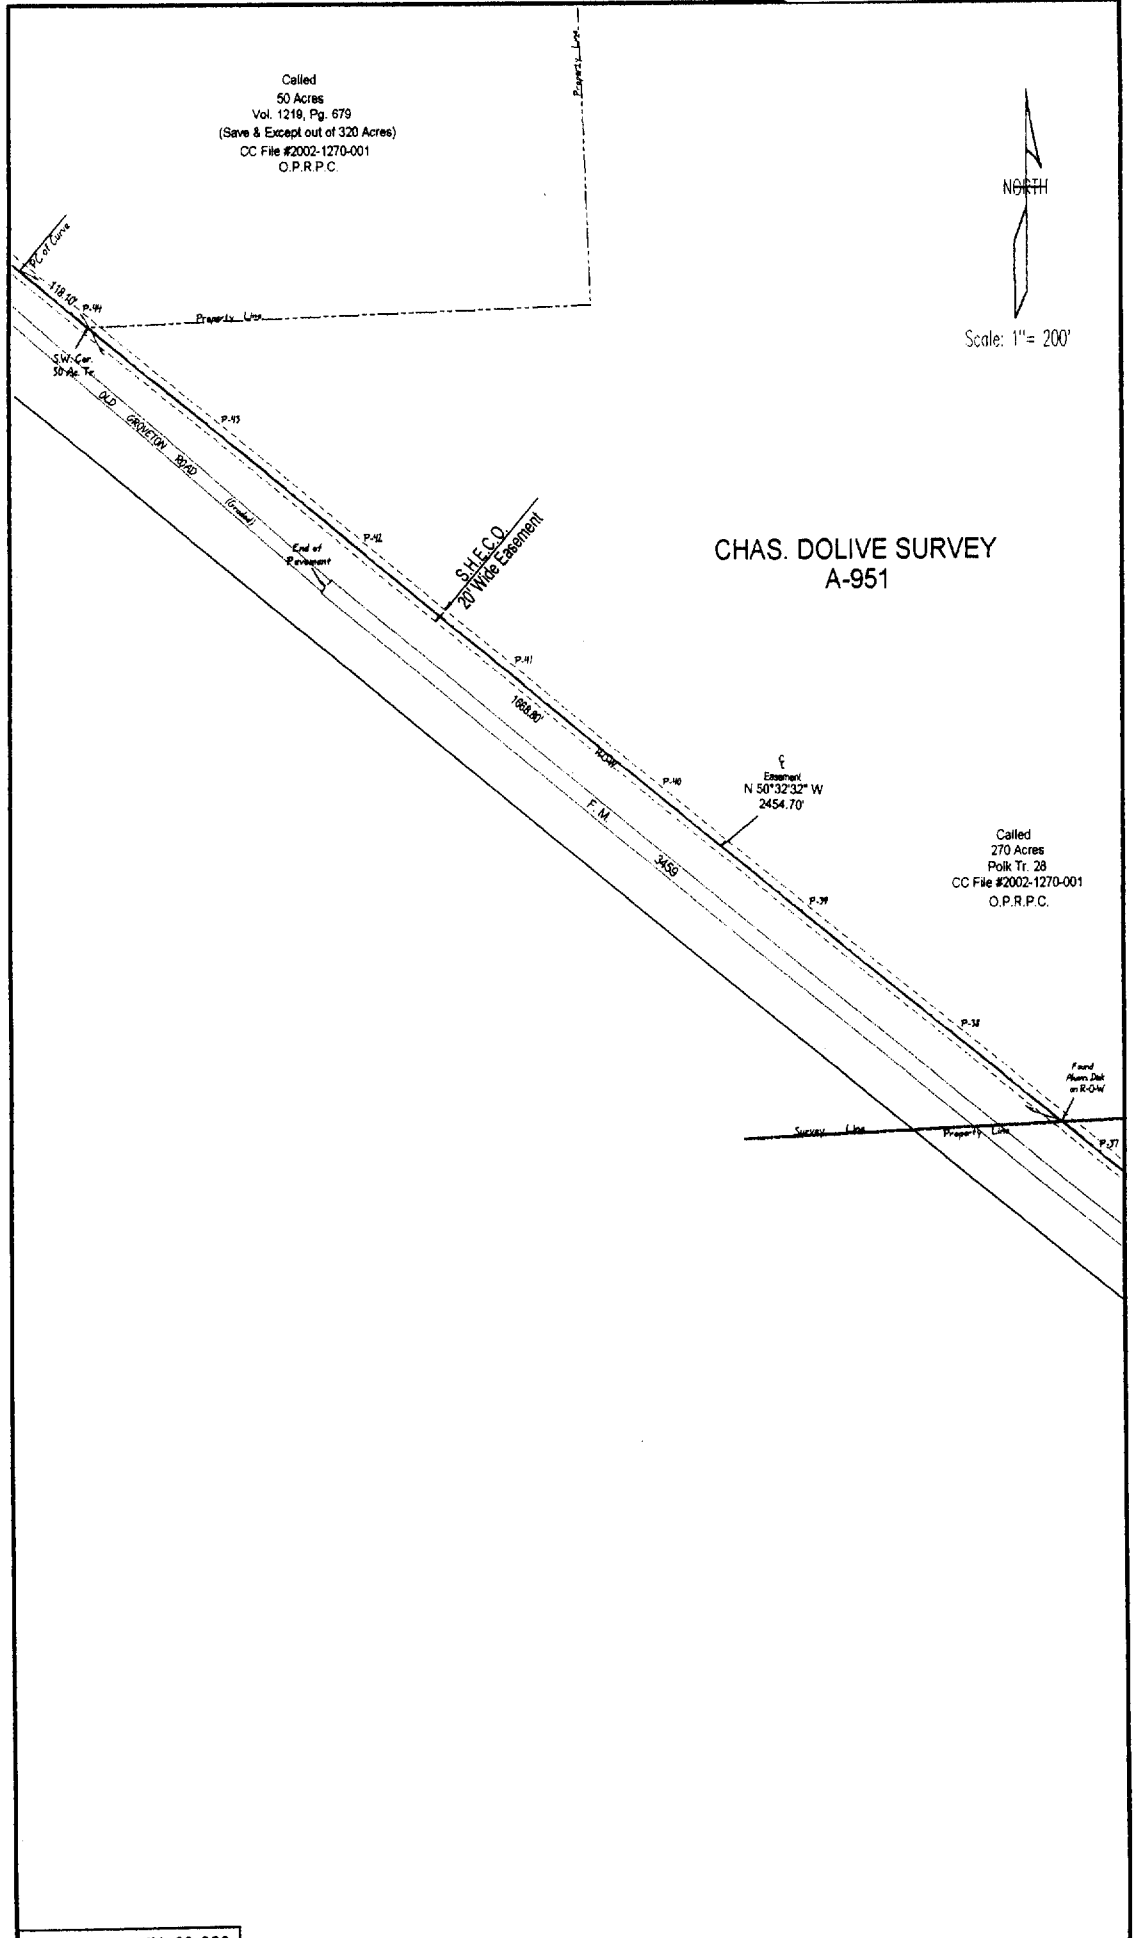 Called
50 Acres
Vol. 1219, Pg. 679
(Save & Except out of 320 Acres)
CC File #2002-1270-001
O.P.R.P.C.
Property Line
NORTH
Scale: 1"= 200'
PC of Curve
118.10'
P-44
Property Line
S.W. Cor.
50 Ac. Tr.
OLD GROVETON ROAD
(Graded)
P-43
End of
Pavement
P-42
S.H.E.C.O.
20' Wide Easement
CHAS. DOLIVE SURVEY
A-951
P-41
1668.80'
R-O-W
P-40
℄
Easement
N 50°32'32" W
2454.70'
F. M. 3459
Called
270 Acres
Polk Tr. 28
CC File #2002-1270-001
O.P.R.P.C.
P-39
P-38
Found
Alum. Disk
on R-O-W
Survey Line
Property Line
P-37